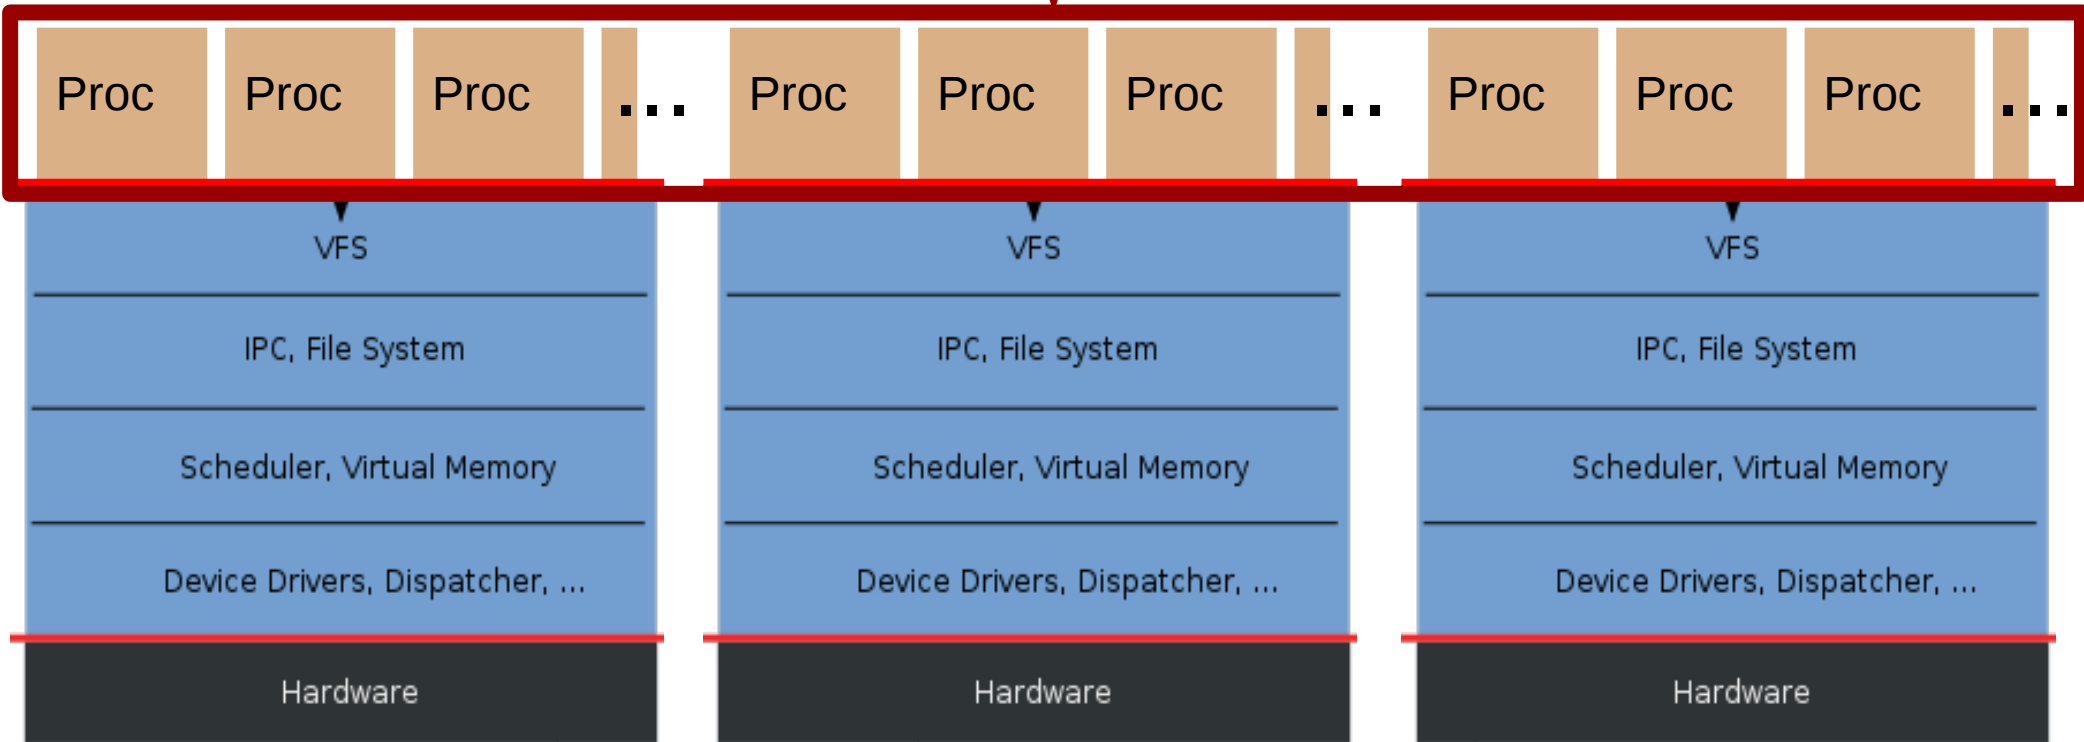 Proc Proc Proc ... Proc Proc Proc ... Proc Proc Proc ...
VFS VFS VFS
IPC, File System IPC, File System IPC, File System
Scheduler, Virtual Memory Scheduler, Virtual Memory Scheduler, Virtual Memory
Device Drivers, Dispatcher, ... Device Drivers, Dispatcher, ... Device Drivers, Dispatcher, ...
Hardware Hardware Hardware